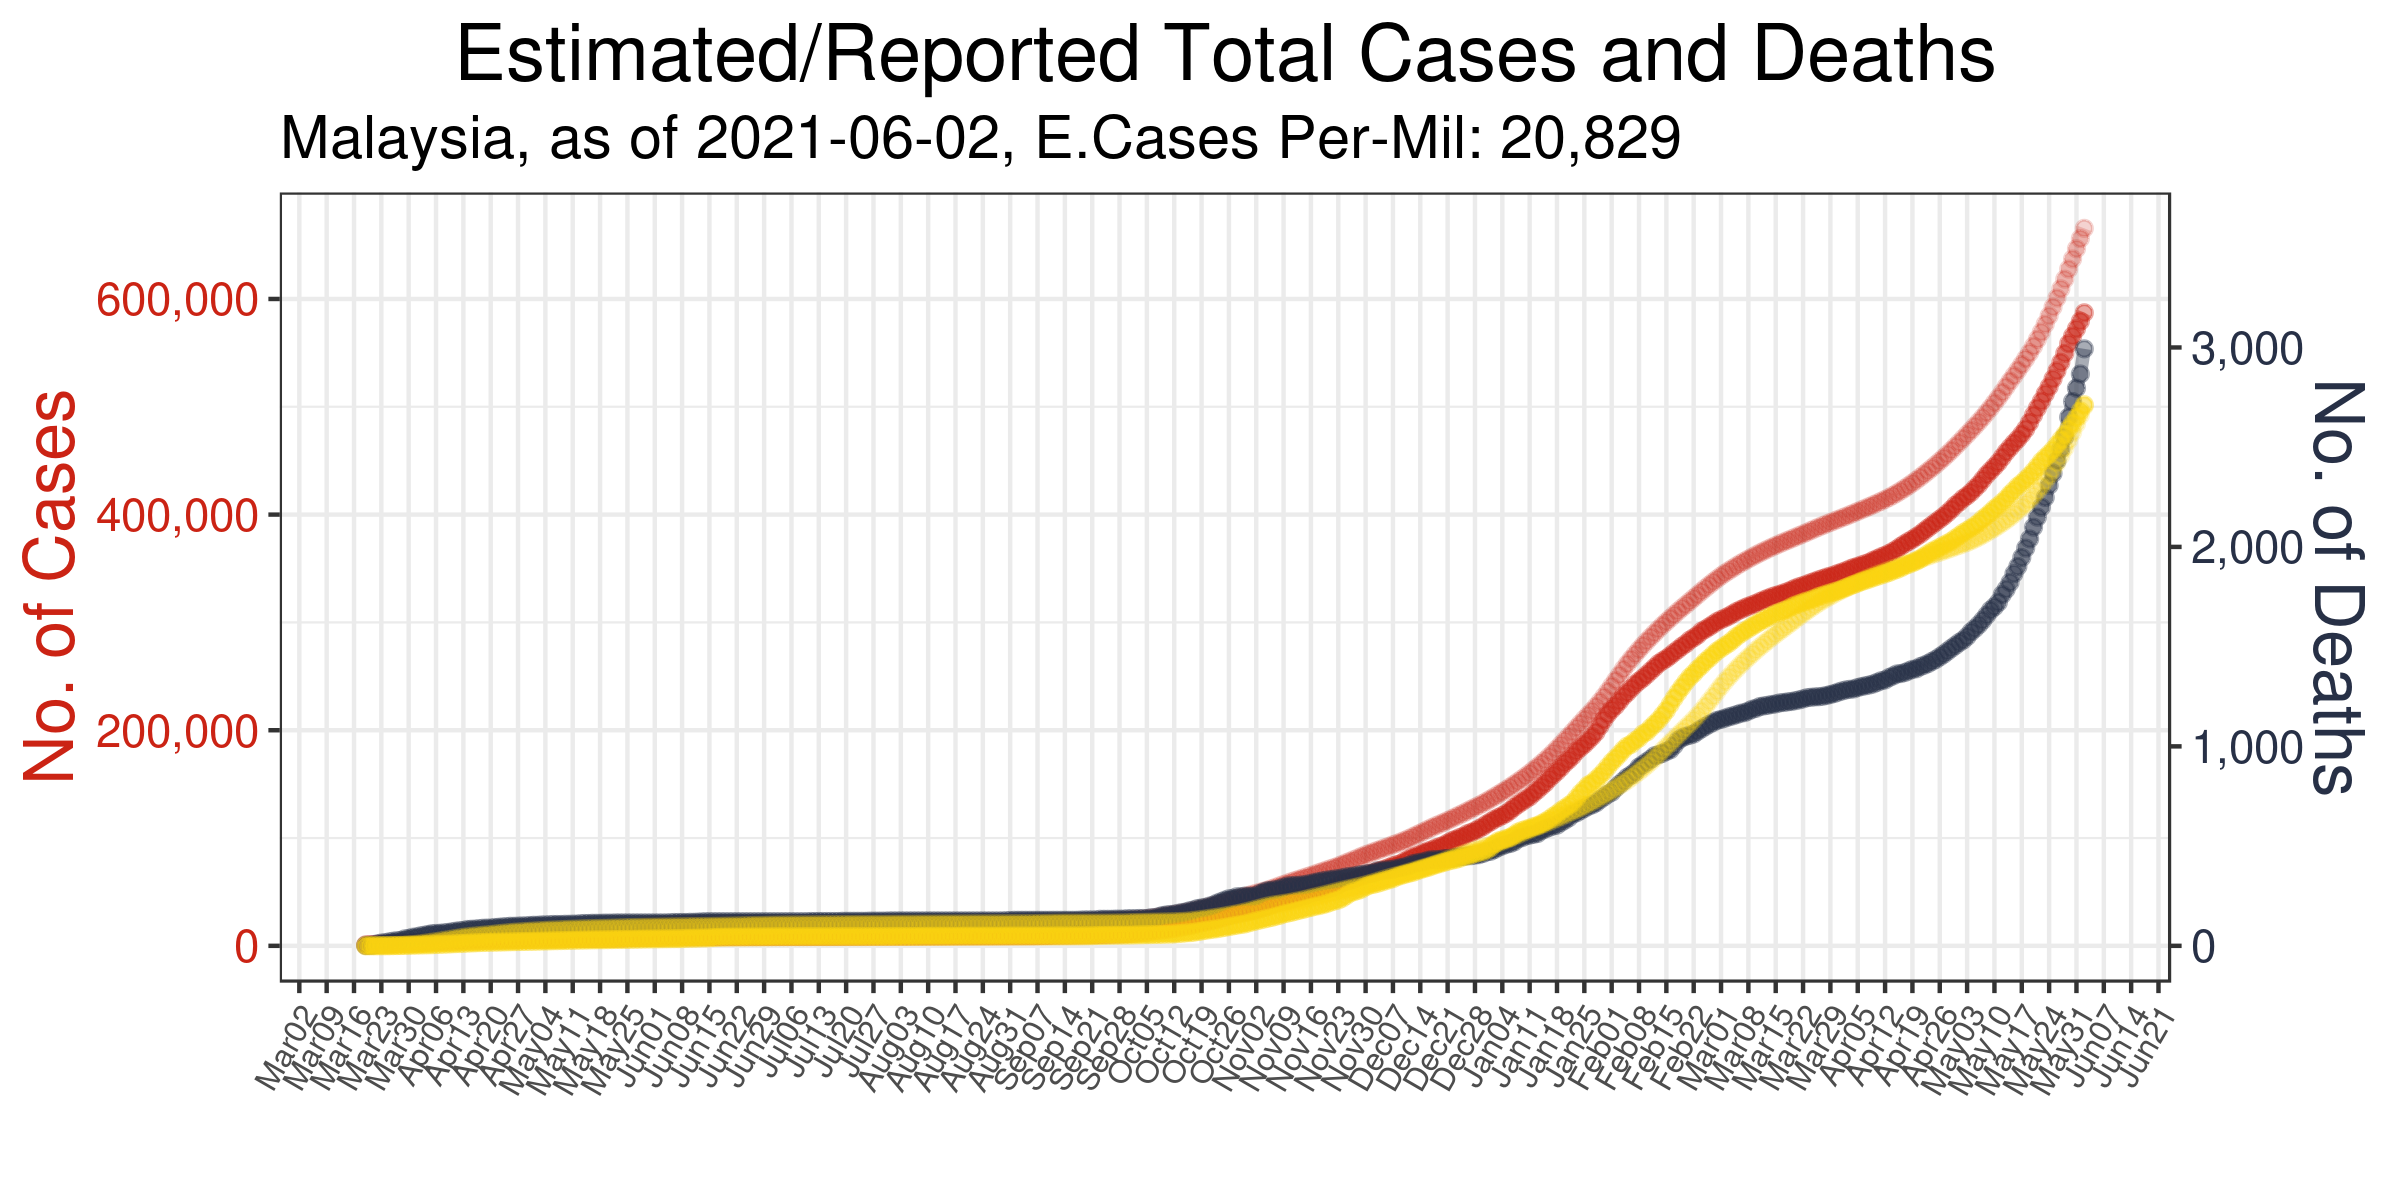 Estimated/Reported Total Cases and Deaths
Malaysia, as of 2021-06-02, E.Cases Per-Mil: 20,829
No. of Cases
600,000
400,000
200,000
0
3,000
2,000
1,000
0
No. of Deaths
Mar02
Mar09
Mar16
Mar23
Mar30
Apr06
Apr13
Apr20
Apr27
May04
May11
May18
May25
Jun01
Jun08
Jun15
Jun22
Jun29
Jul06
Jul13
Jul20
Jul27
Aug03
Aug10
Aug17
Aug24
Aug31
Sep07
Sep14
Sep21
Sep28
Oct05
Oct12
Oct19
Oct26
Nov02
Nov09
Nov16
Nov23
Nov30
Dec07
Dec14
Dec21
Dec28
Jan04
Jan11
Jan18
Jan25
Feb01
Feb08
Feb15
Feb22
Mar01
Mar08
Mar15
Mar22
Mar29
Apr05
Apr12
Apr19
Apr26
May03
May10
May17
May24
May31
Jun07
Jun14
Jun21